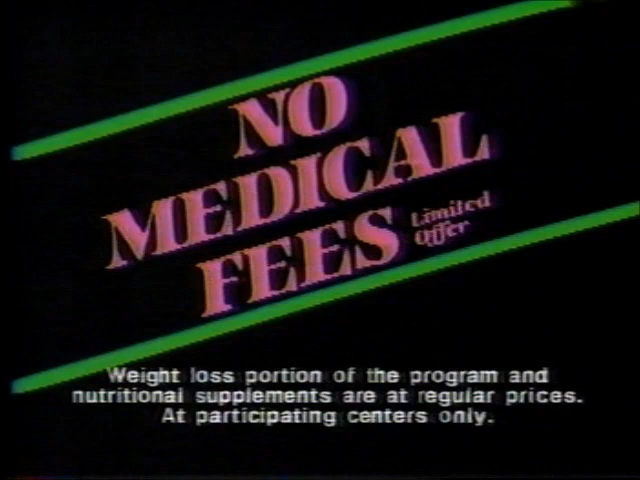 NO
MEDICAL
FEES
Limited
Offer
Weight loss portion of the program and
nutritional supplements are at regular prices.
At participating centers only.